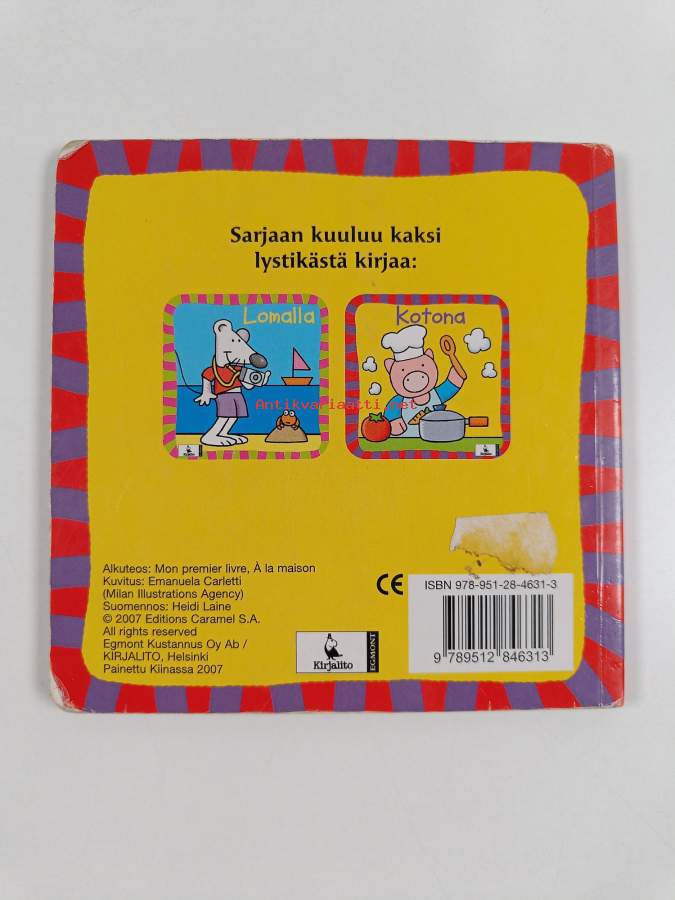 Sarjaan kuuluu kaksi
lystikästä kirjaa:
Lomalla
Kotona
Antikvariaatti.net
Kirjalito
Kirjalito
Alkuteos: Mon premier livre, À la maison
Kuvitus: Emanuela Carletti
(Milan Illustrations Agency)
Suomennos: Heidi Laine
© 2007 Editions Caramel S.A.
All rights reserved
Egmont Kustannus Oy Ab /
KIRJALITO, Helsinki
Painettu Kiinassa 2007
Kirjalito
EGMONT
CE
ISBN 978-951-28-4631-3
9 789512 846313